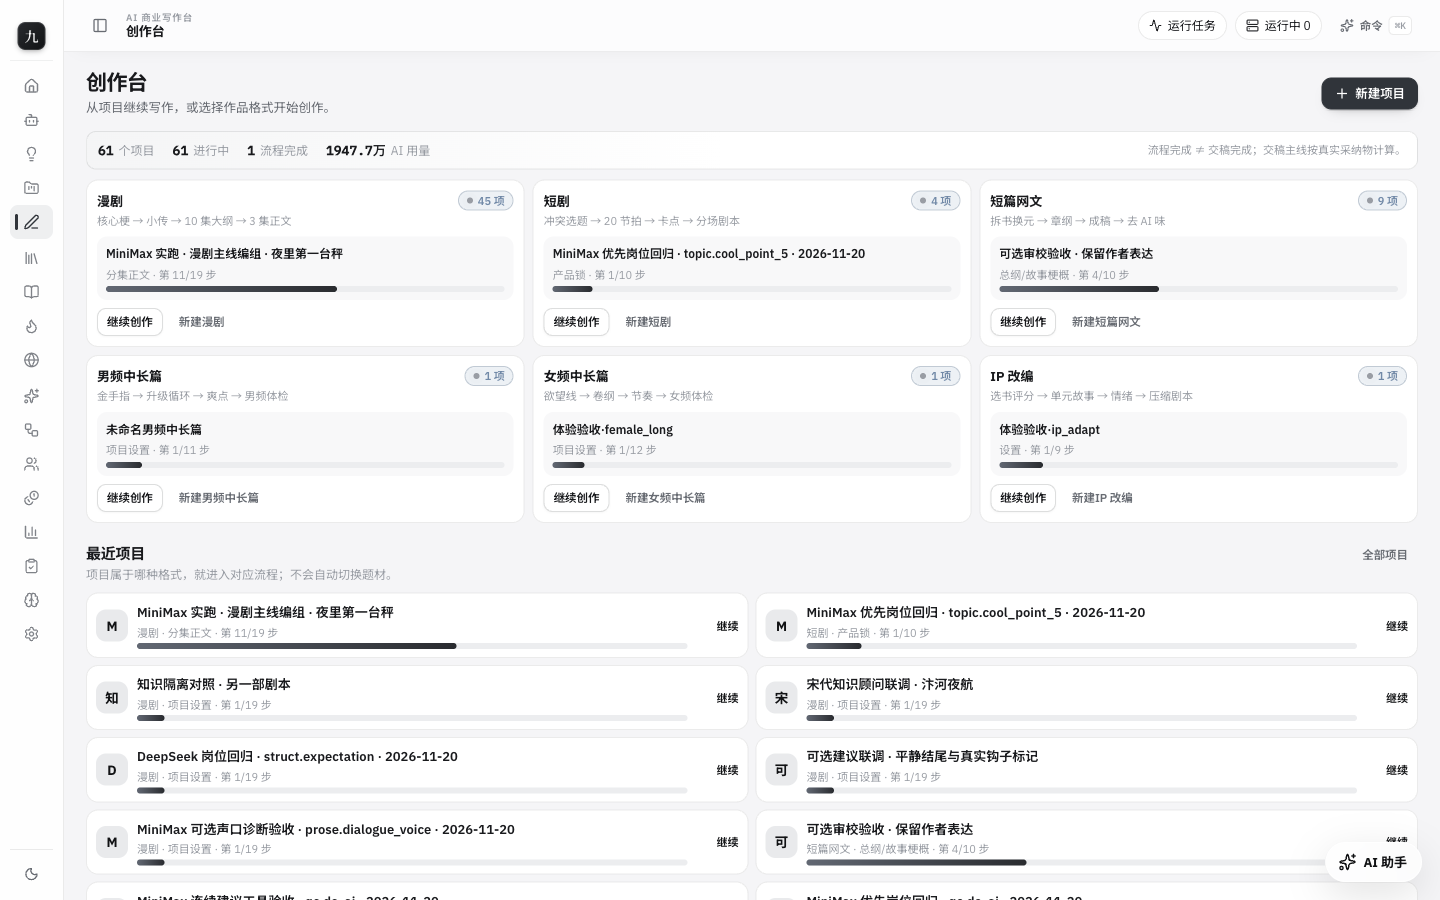 九
AI 商业写作台
创作台
运行任务
运行中 0
命令
⌘K
创作台
从项目继续写作，或选择作品格式开始创作。
新建项目
61 个项目 61 进行中 1 流程完成 1947.7万 AI 用量
流程完成 ≠ 交稿完成；交稿主线按真实采纳物计算。
漫剧
45 项
核心梗 → 小传 → 10 集大纲 → 3 集正文
MiniMax 实跑 · 漫剧主线编组 · 夜里第一台秤
分集正文 · 第 11/19 步
继续创作
新建漫剧
短剧
4 项
冲突选题 → 20 节拍 → 卡点 → 分场剧本
MiniMax 优先岗位回归 · topic.cool_point_5 · 2026-11-20
产品锁 · 第 1/10 步
继续创作
新建短剧
短篇网文
9 项
拆书换元 → 章纲 → 成稿 → 去 AI 味
可选审校验收 · 保留作者表达
总纲/故事梗概 · 第 4/10 步
继续创作
新建短篇网文
男频中长篇
1 项
金手指 → 升级循环 → 爽点 → 男频体检
未命名男频中长篇
项目设置 · 第 1/11 步
继续创作
新建男频中长篇
女频中长篇
1 项
欲望线 → 卷纲 → 节奏 → 女频体检
体验验收·female_long
项目设置 · 第 1/12 步
继续创作
新建女频中长篇
IP 改编
1 项
选书评分 → 单元故事 → 情绪 → 压缩剧本
体验验收·ip_adapt
设置 · 第 1/9 步
继续创作
新建IP 改编
最近项目
项目属于哪种格式，就进入对应流程；不会自动切换题材。
全部项目
M
MiniMax 实跑 · 漫剧主线编组 · 夜里第一台秤
漫剧 · 分集正文 · 第 11/19 步
继续
M
MiniMax 优先岗位回归 · topic.cool_point_5 · 2026-11-20
短剧 · 产品锁 · 第 1/10 步
继续
知
知识隔离对照 · 另一部剧本
漫剧 · 项目设置 · 第 1/19 步
继续
宋
宋代知识顾问联调 · 汴河夜航
漫剧 · 项目设置 · 第 1/19 步
继续
D
DeepSeek 岗位回归 · struct.expectation · 2026-11-20
漫剧 · 项目设置 · 第 1/19 步
继续
可
可选建议联调 · 平静结尾与真实钩子标记
漫剧 · 项目设置 · 第 1/19 步
继续
M
MiniMax 可选声口诊断验收 · prose.dialogue_voice · 2026-11-20
漫剧 · 项目设置 · 第 1/19 步
继续
可
可选审校验收 · 保留作者表达
短篇网文 · 总纲/故事梗概 · 第 4/10 步
继续
AI 助手